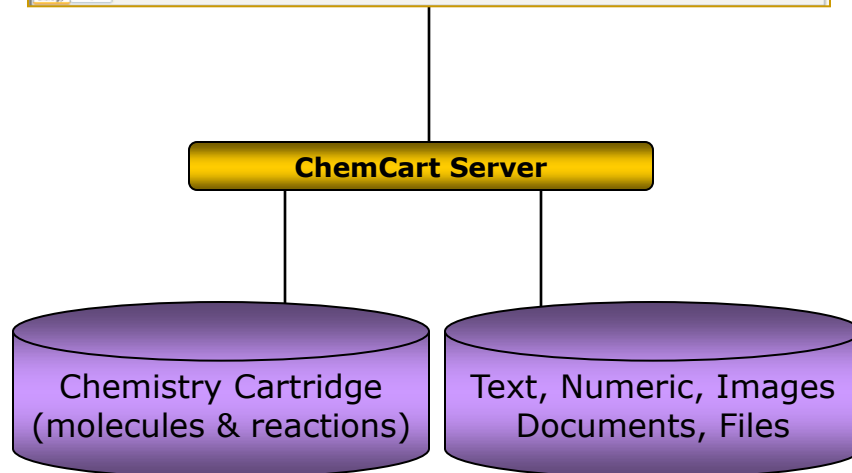 ChemCart Server
Chemistry Cartridge
(molecules & reactions)
Text, Numeric, Images
Documents, Files